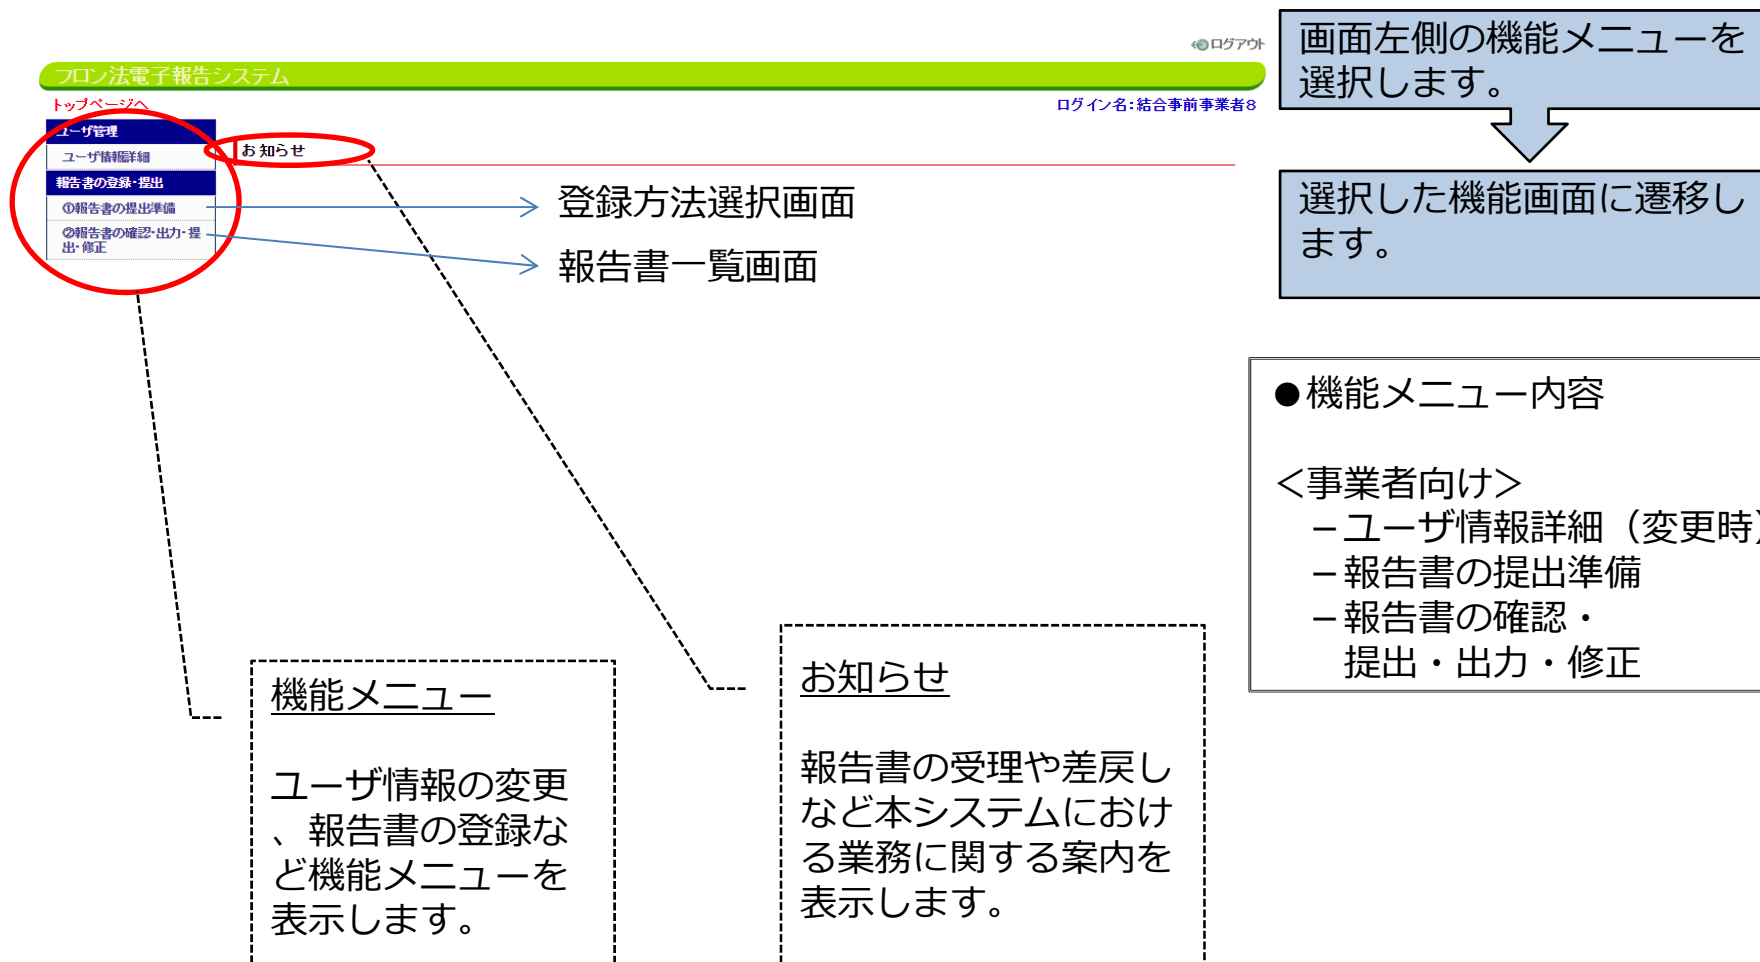 ログアウト
フロン法電子報告システム
トップページへ
ログイン名:結合事前事業者8
ユーザ管理
ユーザ情報詳細
報告書の登録・提出
①報告書の提出準備
②報告書の確認・出力・提
出・修正
お知らせ
登録方法選択画面
報告書一覧画面
画面左側の機能メニューを
選択します。
選択した機能画面に遷移し
ます。
●機能メニュー内容
＜事業者向け＞
－ユーザ情報詳細（変更時）
－報告書の提出準備
－報告書の確認・
提出・出力・修正
機能メニュー
ユーザ情報の変更
、報告書の登録な
ど機能メニューを
表示します。
お知らせ
報告書の受理や差戻し
など本システムにおけ
る業務に関する案内を
表示します。